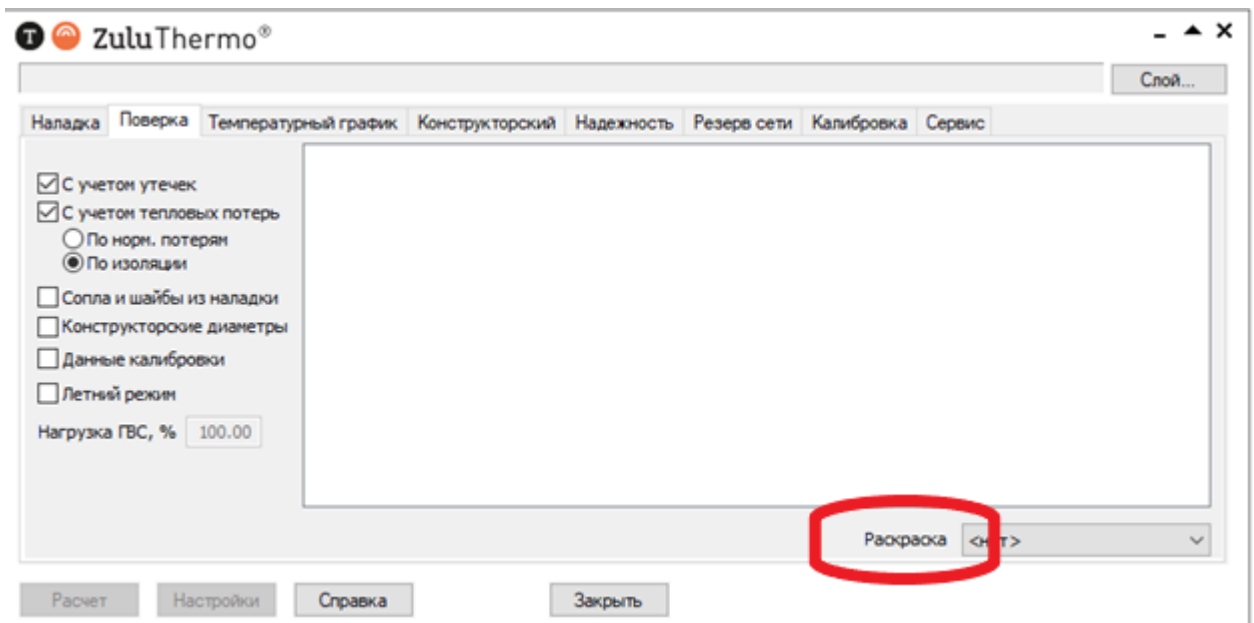 ZuluThermo®
Слой...
Наладка Поверка Температурный график Конструкторский Надежность Резерв сети Калибровка Сервис
С учетом утечек
С учетом тепловых потерь
По норм. потерям
По изоляции
Сопла и шайбы из наладки
Конструкторские диаметры
Данные калибровки
Летний режим
Нагрузка ГВС, % 100.00
Раскраска <нет>
Расчет Настройки Справка Закрыть